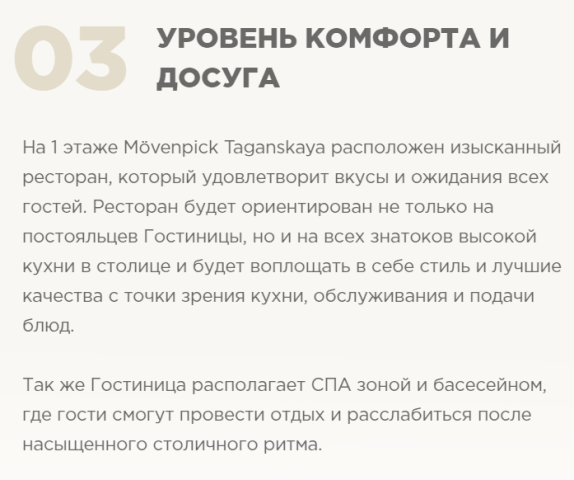 03
УРОВЕНЬ КОМФОРТА И
ДОСУГА
На 1 этаже Mövenpick Taganskaya расположен изысканный
ресторан, который удовлетворит вкусы и ожидания всех
гостей. Ресторан будет ориентирован не только на
постояльцев Гостиницы, но и на всех знатоков высокой
кухни в столице и будет воплощать в себе стиль и лучшие
качества с точки зрения кухни, обслуживания и подачи
блюд.
Так же Гостиница располагает СПА зоной и басесейном,
где гости смогут провести отдых и расслабиться после
насыщенного столичного ритма.